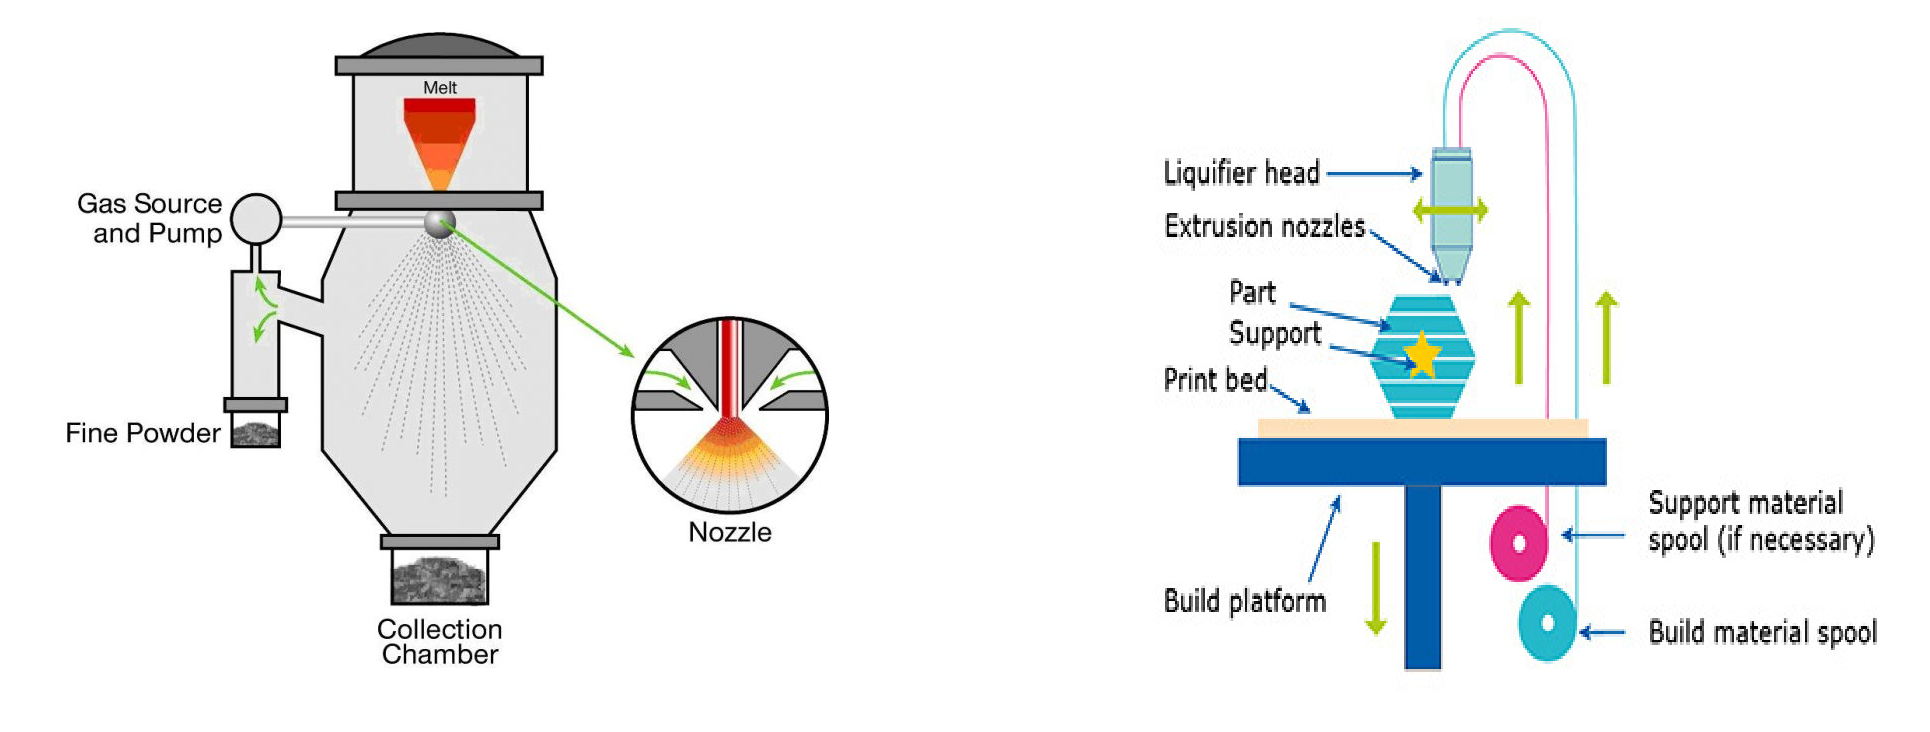 Melt
Gas Source
and Pump
Fine Powder
Nozzle
Collection
Chamber
Liquifier head
Extrusion nozzles
Part
Support
Print bed
Build platform
Support material
spool (if necessary)
Build material spool